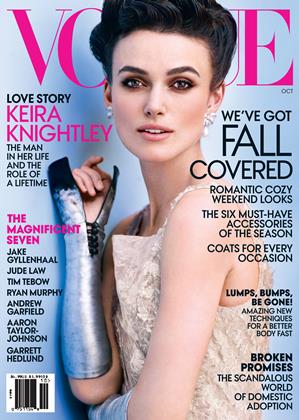 VOGUE
OCT
LOVE STORY
KEIRA
KNIGHTLEY
THE MAN
IN HER LIFE
AND THE
ROLE OF
A LIFETIME
THE
MAGNIFICENT
SEVEN
JAKE
GYLLENHAAL
JUDE LAW
TIM TEBOW
RYAN MURPHY
ANDREW
GARFIELD
AARON
TAYLOR-
JOHNSON
GARRETT
HEDLUND
WE'VE GOT
FALL
COVERED
ROMANTIC COZY
WEEKEND LOOKS
THE SIX MUST-HAVE
ACCESSORIES
OF THE SEASON
COATS FOR EVERY
OCCASION
LUMPS, BUMPS,
BE GONE!
AMAZING NEW
TECHNIQUES
FOR A BETTER
BODY FAST
BROKEN
PROMISES
THE SCANDALOUS
WORLD
OF DOMESTIC
ADOPTION